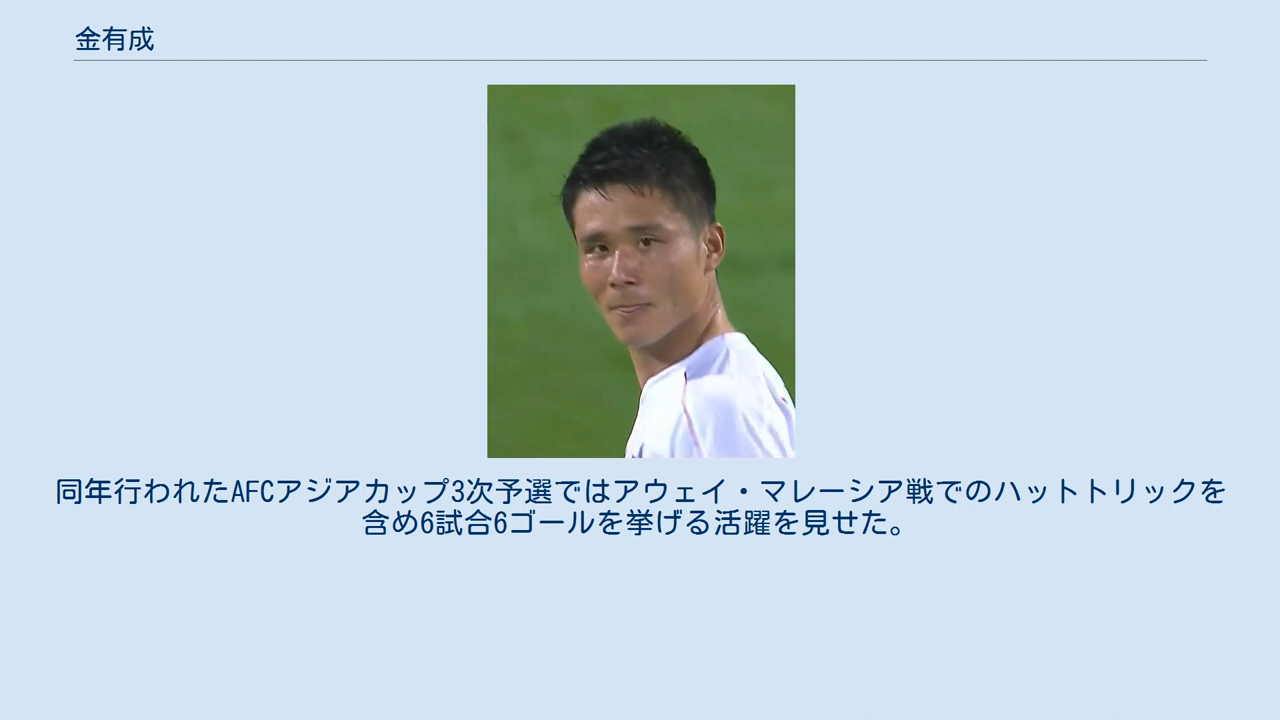 金有成
同年行われたAFCアジアカップ3次予選ではアウェイ・マレーシア戦でのハットトリックを
含め6試合6ゴールを挙げる活躍を見せた。